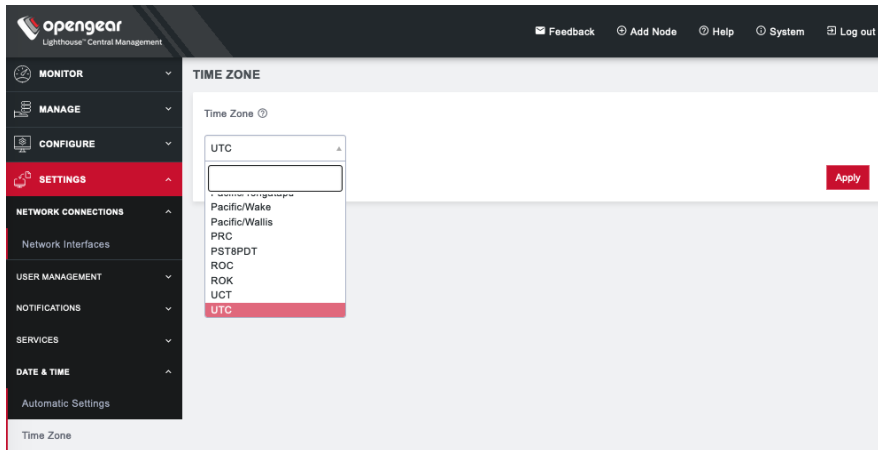 opengear
Lighthouse™ Central Management
Feedback
Add Node
Help
System
Log out
MONITOR
MANAGE
CONFIGURE
SETTINGS
NETWORK CONNECTIONS
Network Interfaces
USER MANAGEMENT
NOTIFICATIONS
SERVICES
DATE & TIME
Automatic Settings
Time Zone
TIME ZONE
Time Zone
UTC
Pacific/Tongatapu
Pacific/Wake
Pacific/Wallis
PRC
PST8PDT
ROC
ROK
UCT
UTC
Apply